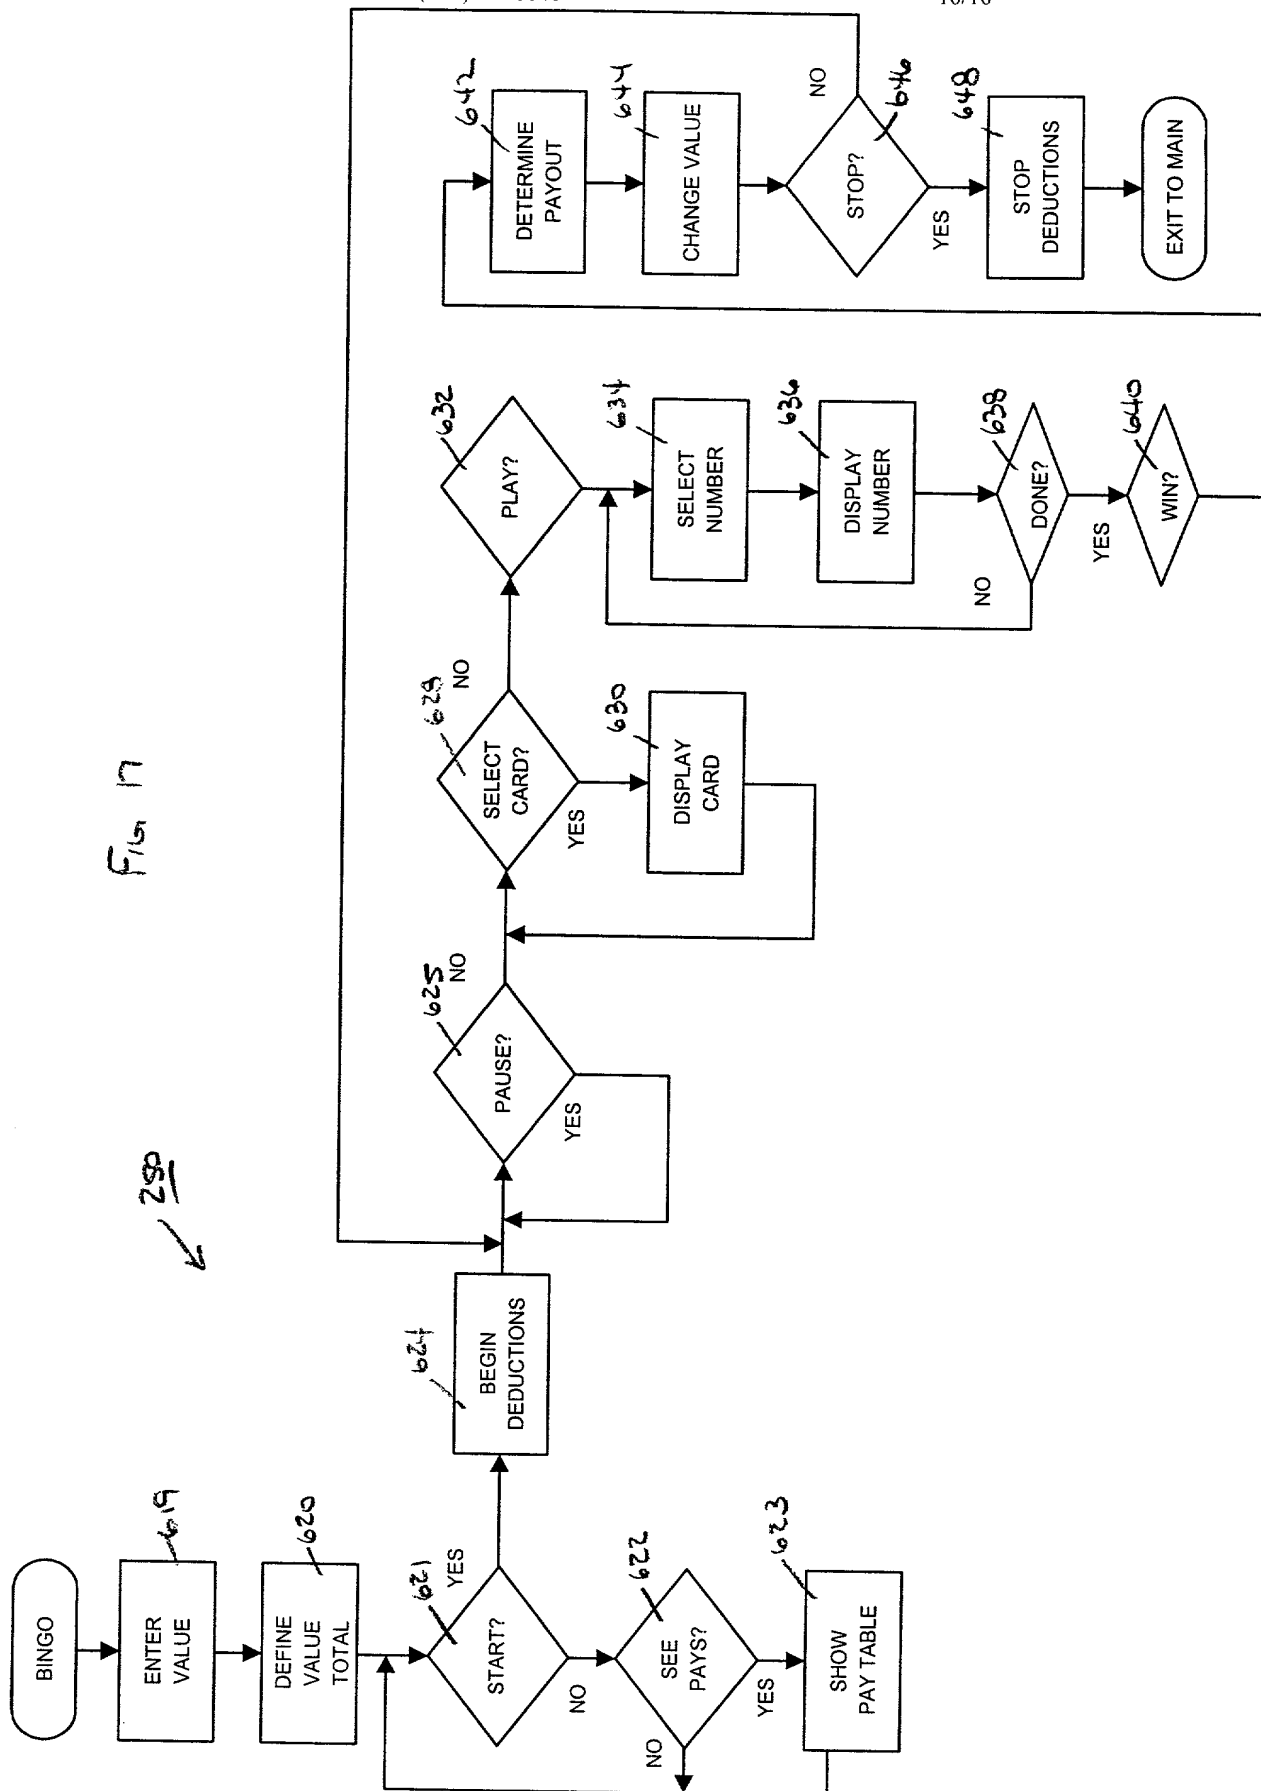 16/16
Fig 17
280
BINGO
619
ENTER
VALUE
620
DEFINE
VALUE
TOTAL
621
START?
YES
NO
622
SEE
PAYS?
NO
YES
623
SHOW
PAY TABLE
624
BEGIN
DEDUCTIONS
625
PAUSE?
NO
YES
628
SELECT
CARD?
NO
YES
630
DISPLAY
CARD
632
PLAY?
634
SELECT
NUMBER
636
DISPLAY
NUMBER
638
DONE?
NO
YES
640
WIN?
642
DETERMINE
PAYOUT
644
CHANGE VALUE
646
STOP?
NO
YES
648
STOP
DEDUCTIONS
EXIT TO MAIN